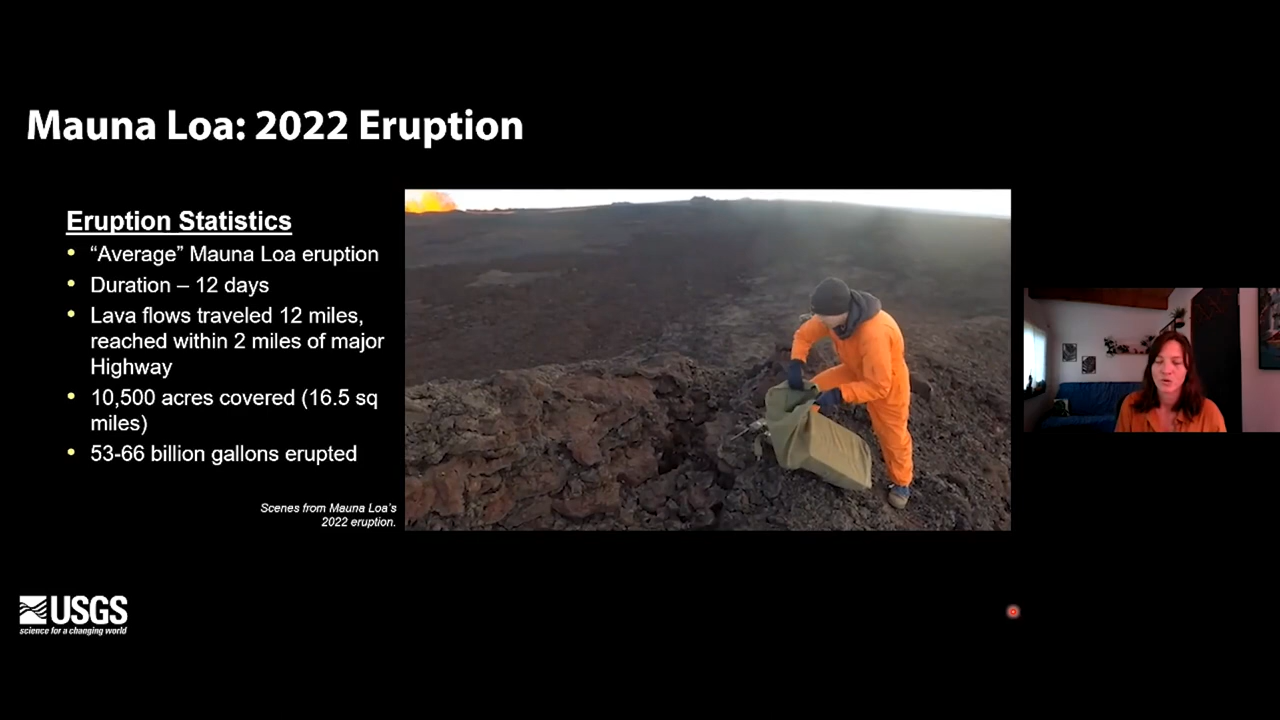 Mauna Loa: 2022 Eruption
Eruption Statistics
• “Average” Mauna Loa eruption
• Duration – 12 days
• Lava flows traveled 12 miles,
reached within 2 miles of major
Highway
• 10,500 acres covered (16.5 sq
miles)
• 53-66 billion gallons erupted
Scenes from Mauna Loa's
2022 eruption.
USGS
science for a changing world